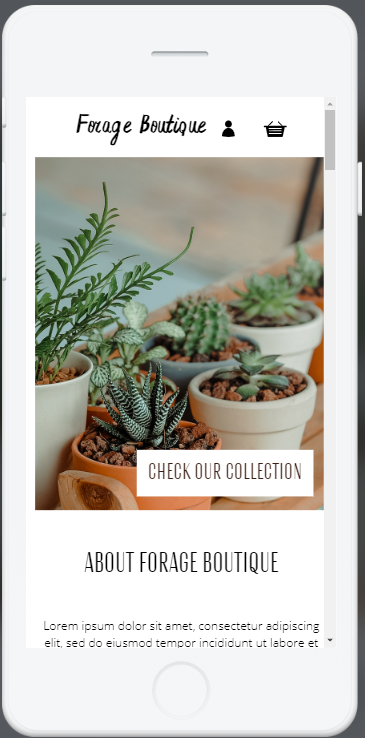 Forage Boutique
CHECK OUR COLLECTION
ABOUT FORAGE BOUTIQUE
Lorem ipsum dolor sit amet, consectetur adipiscing
elit, sed do eiusmod tempor incididunt ut labore et